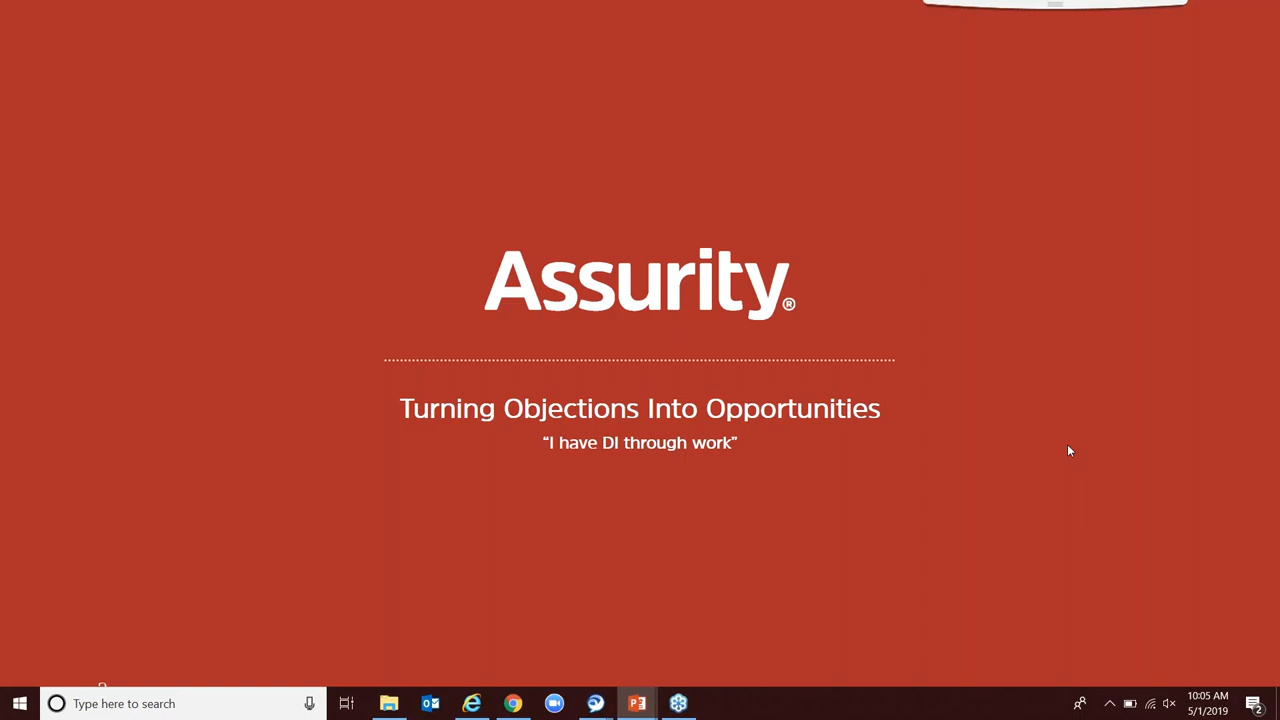 Assurity®
Turning Objections Into Opportunities
“I have DI through work”
Type here to search
10:05 AM
5/1/2019
2